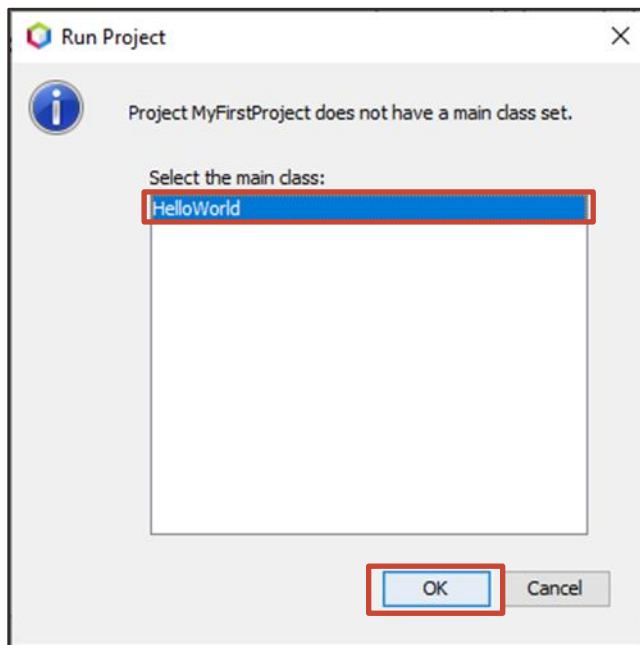 Run Project
Project MyFirstProject does not have a main class set.
Select the main class:
HelloWorld
OK
Cancel